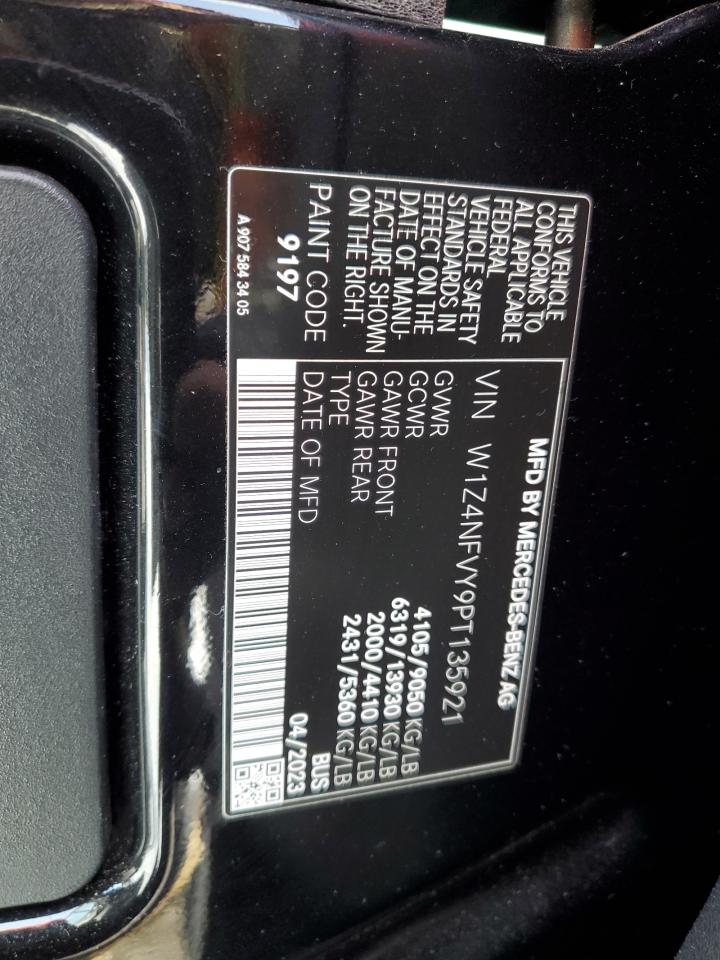 MFD BY MERCEDES-BENZ AG
THIS VEHICLE
CONFORMS TO
ALL APPLICABLE
FEDERAL
VEHICLE SAFETY
STANDARDS IN
EFFECT ON THE
DATE OF MANU-
FACTURE SHOWN
ON THE RIGHT.
PAINT CODE
9197
A 907 584 34 05
VIN W1Z4NFVY9PT135921
GVWR 4105/9050 KG/LB
GCWR 6319/13930 KG/LB
GAWR FRONT 2000/4410 KG/LB
GAWR REAR 2431/5360 KG/LB
TYPE BUS
DATE OF MFD 04/2023